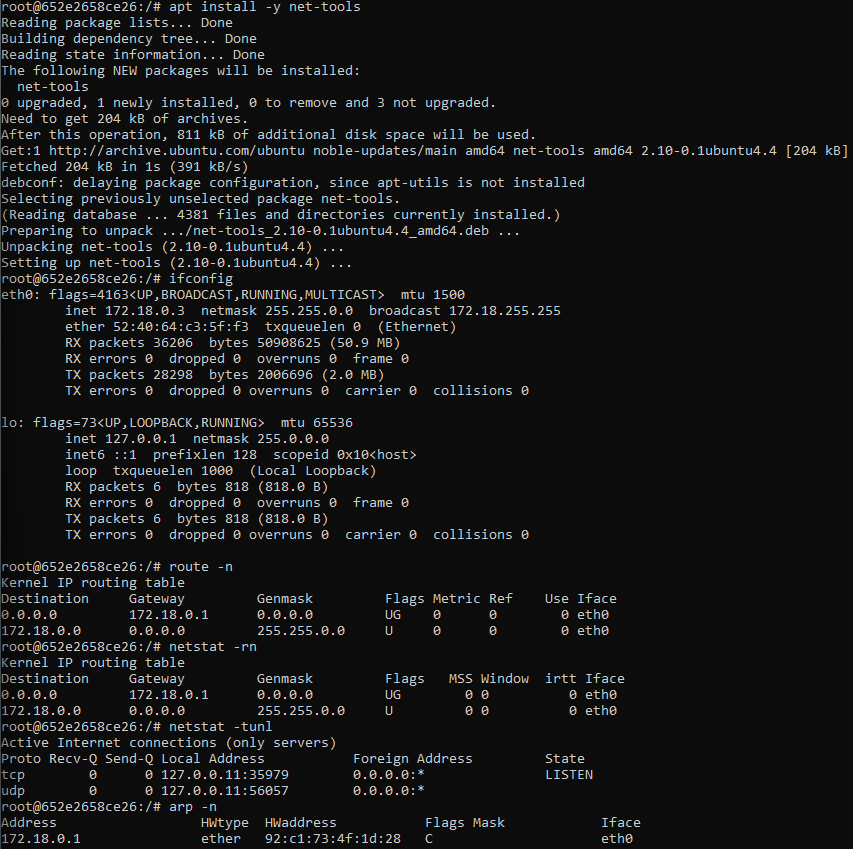 root@652e2658ce26:/# apt install -y net-tools
Reading package lists... Done
Building dependency tree... Done
Reading state information... Done
The following NEW packages will be installed:
  net-tools
0 upgraded, 1 newly installed, 0 to remove and 3 not upgraded.
Need to get 204 kB of archives.
After this operation, 811 kB of additional disk space will be used.
Get:1 http://archive.ubuntu.com/ubuntu noble-updates/main amd64 net-tools amd64 2.10-0.1ubuntu4.4 [204 kB]
Fetched 204 kB in 1s (391 kB/s)
debconf: delaying package configuration, since apt-utils is not installed
Selecting previously unselected package net-tools.
(Reading database ... 4381 files and directories currently installed.)
Preparing to unpack .../net-tools_2.10-0.1ubuntu4.4_amd64.deb ...
Unpacking net-tools (2.10-0.1ubuntu4.4) ...
Setting up net-tools (2.10-0.1ubuntu4.4) ...
root@652e2658ce26:/# ifconfig
eth0: flags=4163<UP,BROADCAST,RUNNING,MULTICAST>  mtu 1500
        inet 172.18.0.3  netmask 255.255.0.0  broadcast 172.18.255.255
        ether 52:40:64:c3:5f:f3  txqueuelen 0  (Ethernet)
        RX packets 36206  bytes 50908625 (50.9 MB)
        RX errors 0  dropped 0  overruns 0  frame 0
        TX packets 28298  bytes 2006696 (2.0 MB)
        TX errors 0  dropped 0 overruns 0  carrier 0  collisions 0

lo: flags=73<UP,LOOPBACK,RUNNING>  mtu 65536
        inet 127.0.0.1  netmask 255.0.0.0
        inet6 ::1  prefixlen 128  scopeid 0x10<host>
        loop  txqueuelen 1000  (Local Loopback)
        RX packets 6  bytes 818 (818.0 B)
        RX errors 0  dropped 0  overruns 0  frame 0
        TX packets 6  bytes 818 (818.0 B)
        TX errors 0  dropped 0 overruns 0  carrier 0  collisions 0

root@652e2658ce26:/# route -n
Kernel IP routing table
Destination     Gateway         Genmask         Flags Metric Ref    Use Iface
0.0.0.0         172.18.0.1      0.0.0.0         UG    0      0        0 eth0
172.18.0.0      0.0.0.0         255.255.0.0     U     0      0        0 eth0
root@652e2658ce26:/# netstat -rn
Kernel IP routing table
Destination     Gateway         Genmask         Flags   MSS Window  irtt Iface
0.0.0.0         172.18.0.1      0.0.0.0         UG        0 0          0 eth0
172.18.0.0      0.0.0.0         255.255.0.0     U         0 0          0 eth0
root@652e2658ce26:/# netstat -tunl
Active Internet connections (only servers)
Proto Recv-Q Send-Q Local Address           Foreign Address         State
tcp        0      0 127.0.0.11:35979        0.0.0.0:*               LISTEN
udp        0      0 127.0.0.11:56057        0.0.0.0:*
root@652e2658ce26:/# arp -n
Address                  HWtype  HWaddress           Flags Mask            Iface
172.18.0.1               ether   92:c1:73:4f:1d:28   C                     eth0